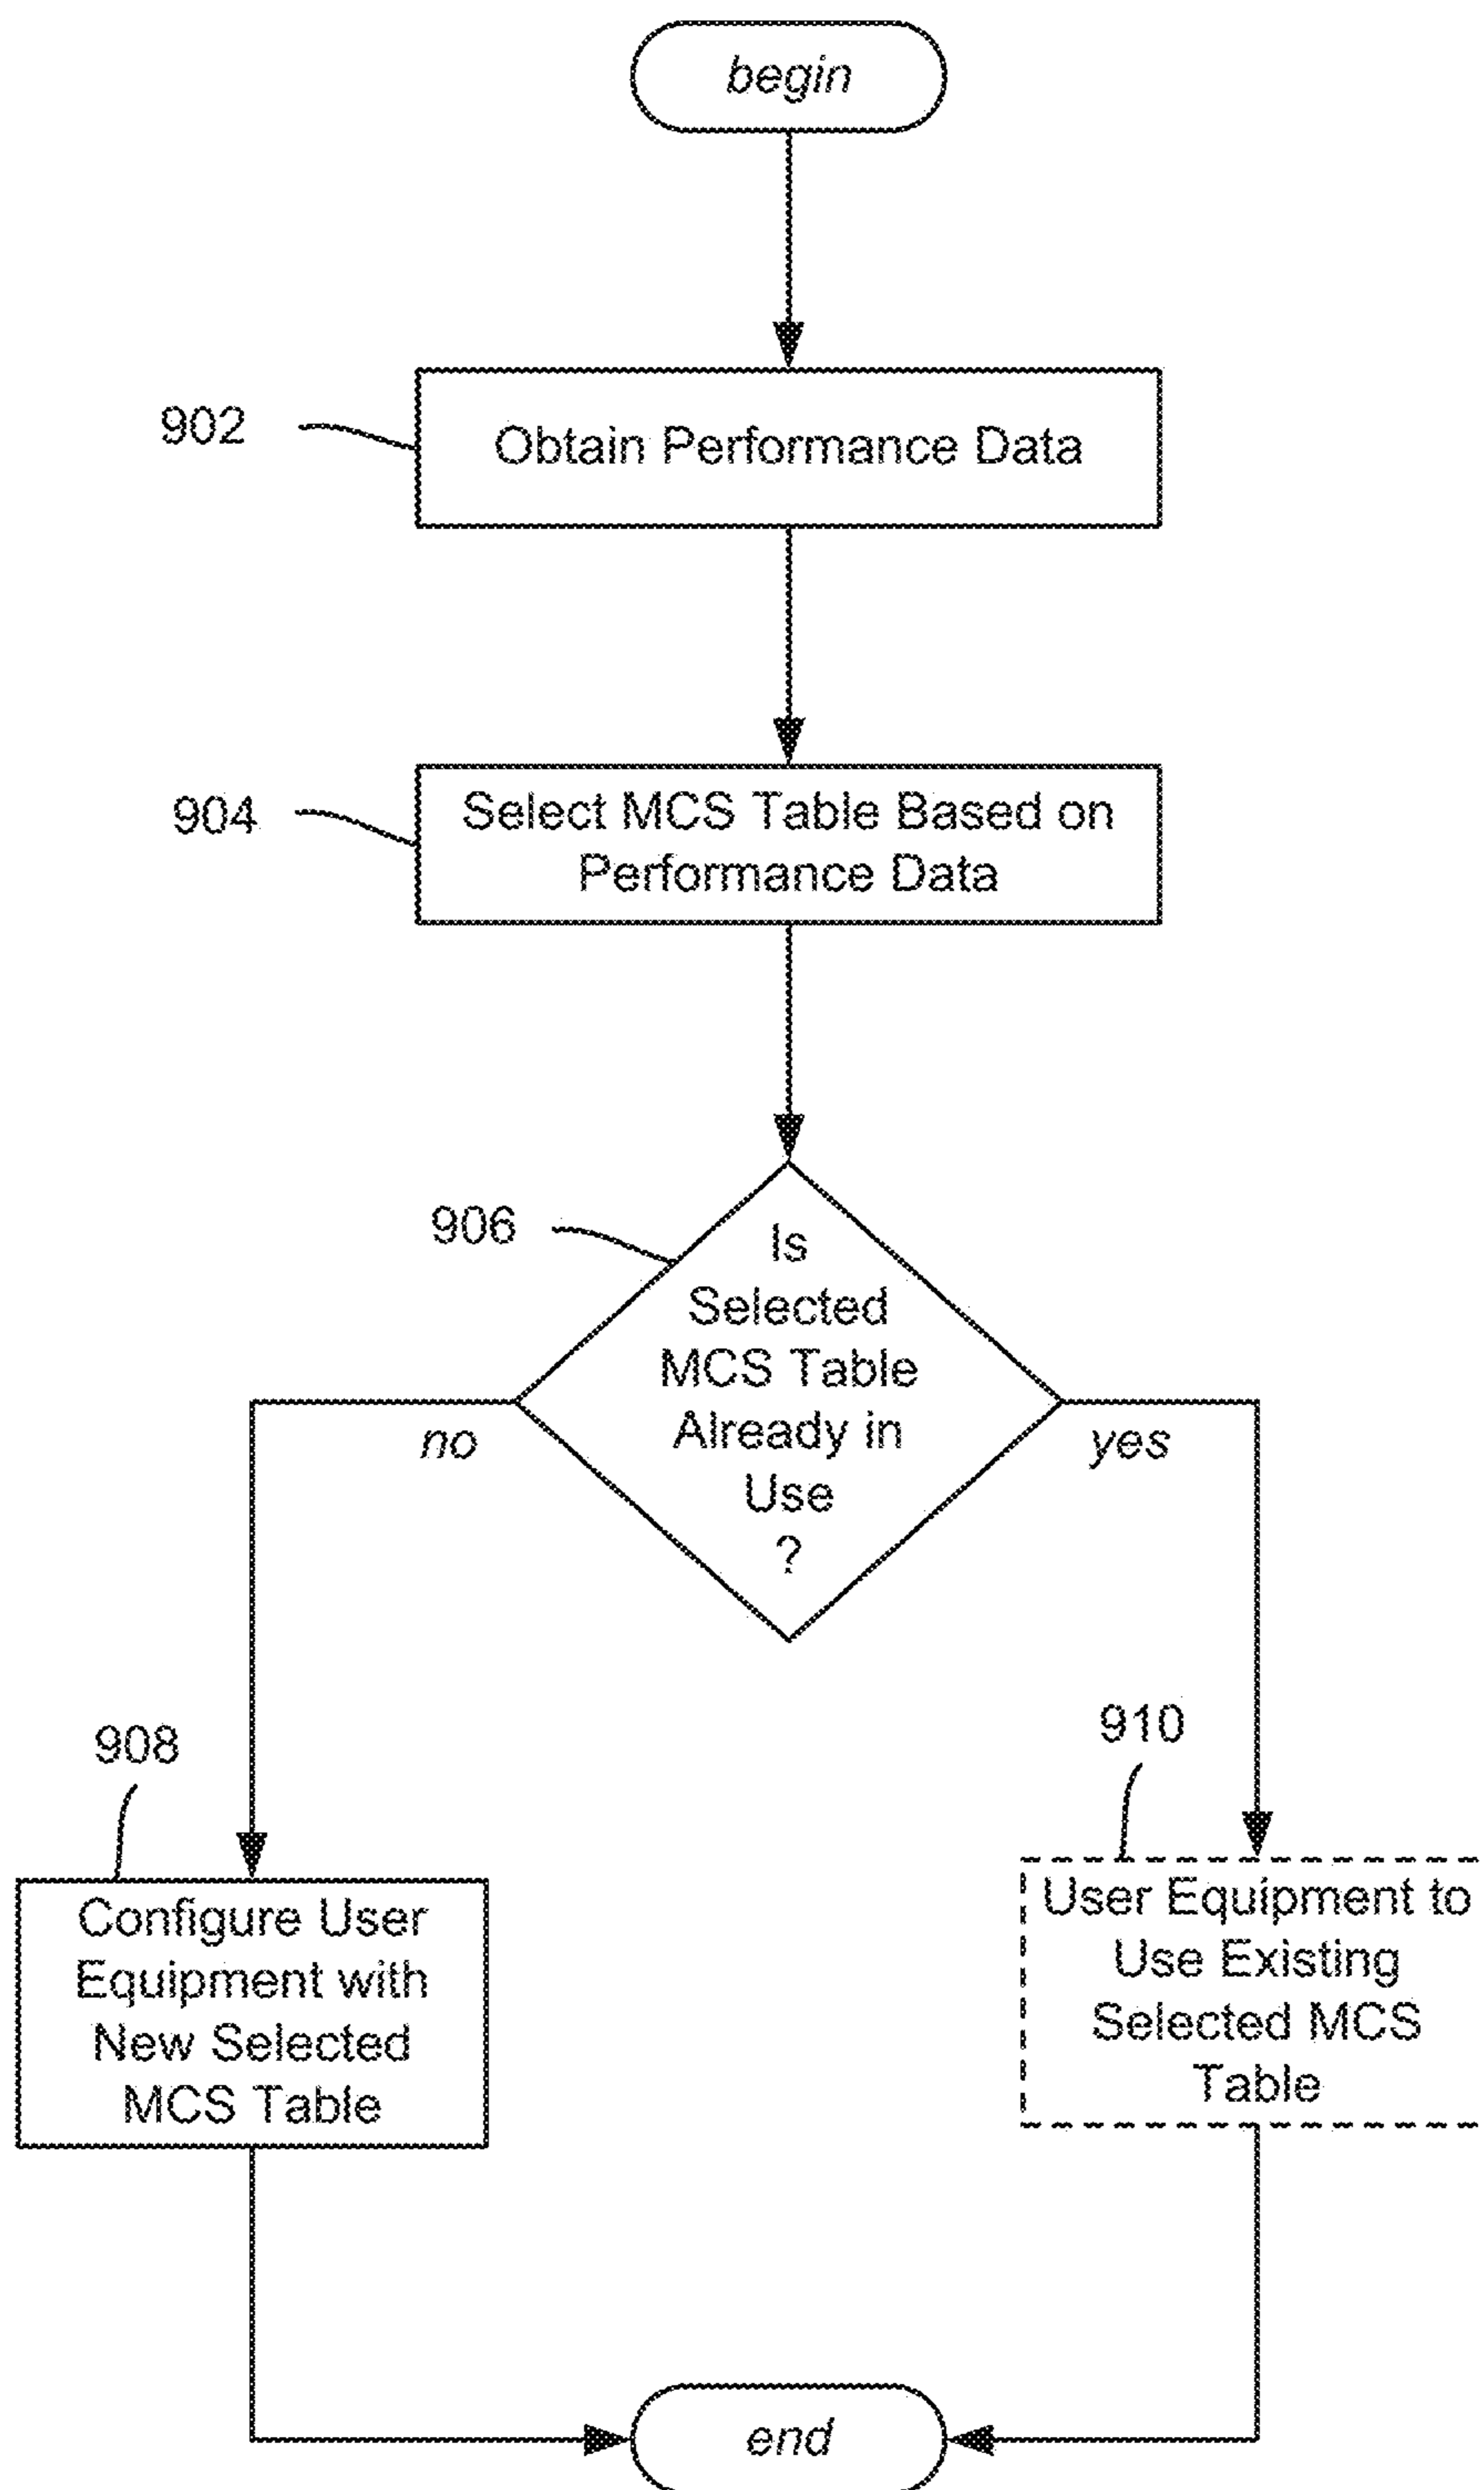 begin
902
Obtain Performance Data
904
Select MCS Table Based on
Performance Data
906
Is
Selected
MCS Table
Already in
Use
?
no
yes
908
910
Configure User
Equipment with
New Selected
MCS Table
User Equipment to
Use Existing
Selected MCS
Table
end